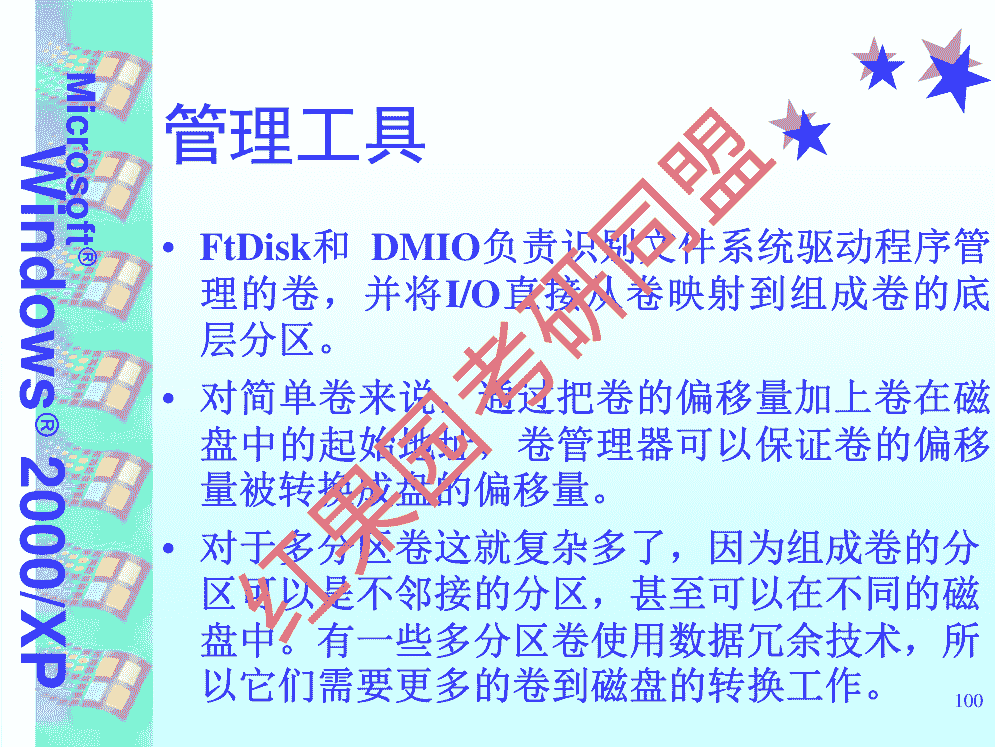 Microsoft®
Windows® 2000/XP
管理工具
• FtDisk和 DMIO负责识别文件系统驱动程序管
理的卷，并将I/O直接从卷映射到组成卷的底
层分区。
• 对简单卷来说，通过把卷的偏移量加上卷在磁
盘中的起始地址，卷管理器可以保证卷的偏移
量被转换成盘的偏移量。
• 对于多分区卷这就复杂多了，因为组成卷的分
区可以是不邻接的分区，甚至可以在不同的磁
盘中。有一些多分区卷使用数据冗余技术，所
以它们需要更多的卷到磁盘的转换工作。
100
红果园考研同盟